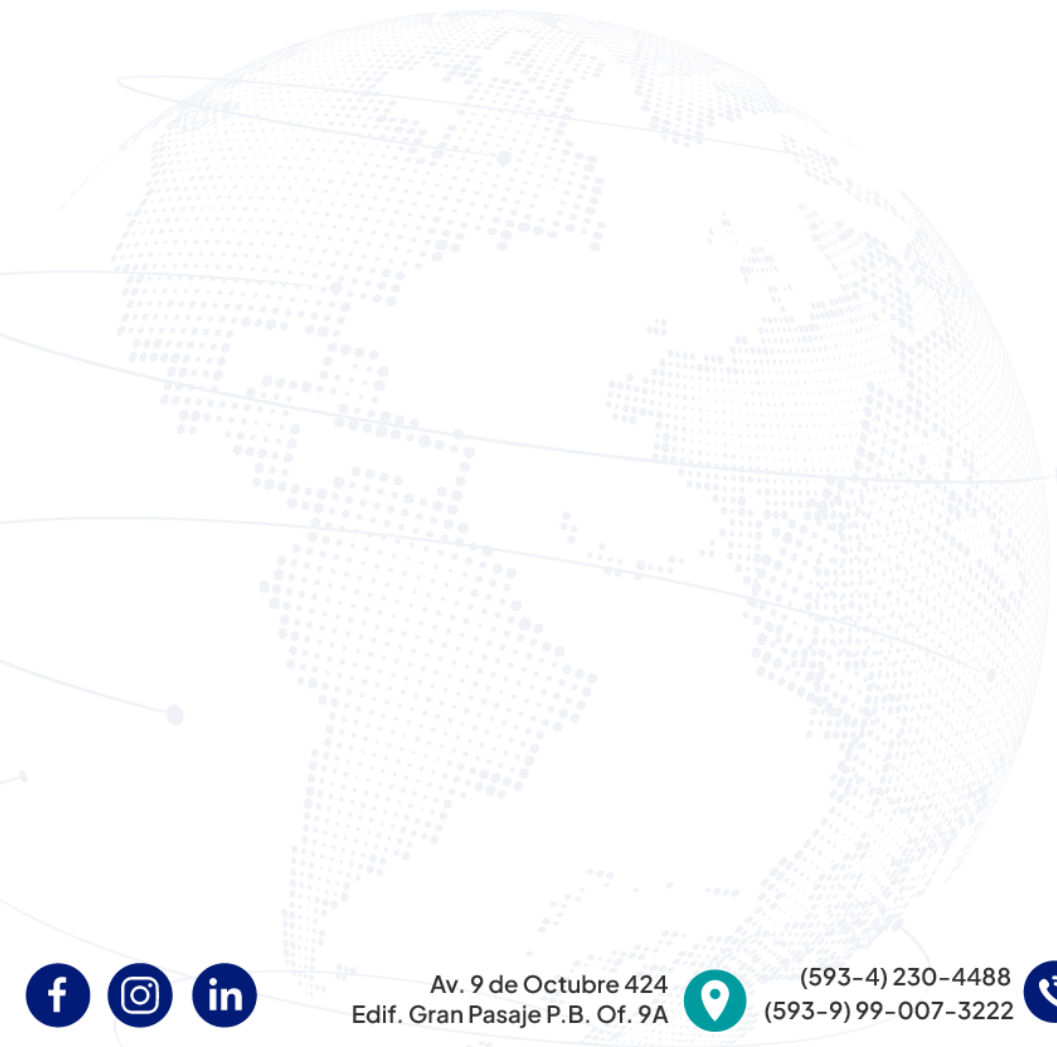 Av. 9 de Octubre 424
Edif. Gran Pasaje P.B. Of. 9A
(593-4) 230-4488
(593-9) 99-007-3222